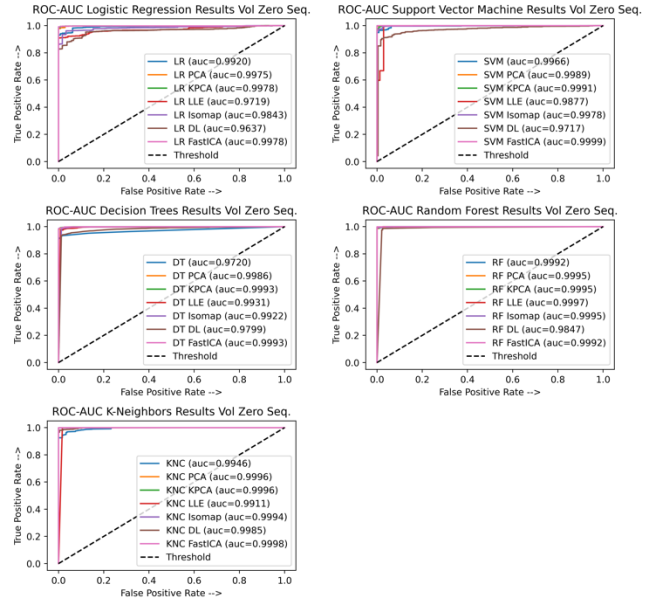 ROC-AUC Logistic Regression Results Vol Zero Seq.
True Positive Rate -->
1.0
0.8
0.6
0.4
0.2
0.0
LR (auc=0.9920)
LR PCA (auc=0.9975)
LR KPCA (auc=0.9978)
LR LLE (auc=0.9719)
LR Isomap (auc=0.9843)
LR DL (auc=0.9637)
LR FastICA (auc=0.9978)
Threshold
0.0 0.2 0.4 0.6 0.8 1.0
False Positive Rate -->
ROC-AUC Support Vector Machine Results Vol Zero Seq.
True Positive Rate -->
1.0
0.8
0.6
0.4
0.2
0.0
SVM (auc=0.9966)
SVM PCA (auc=0.9989)
SVM KPCA (auc=0.9991)
SVM LLE (auc=0.9877)
SVM Isomap (auc=0.9978)
SVM DL (auc=0.9717)
SVM FastICA (auc=0.9999)
Threshold
0.0 0.2 0.4 0.6 0.8 1.0
False Positive Rate -->
ROC-AUC Decision Trees Results Vol Zero Seq.
True Positive Rate -->
1.0
0.8
0.6
0.4
0.2
0.0
DT (auc=0.9720)
DT PCA (auc=0.9986)
DT KPCA (auc=0.9993)
DT LLE (auc=0.9931)
DT Isomap (auc=0.9922)
DT DL (auc=0.9799)
DT FastICA (auc=0.9993)
Threshold
0.0 0.2 0.4 0.6 0.8 1.0
False Positive Rate -->
ROC-AUC Random Forest Results Vol Zero Seq.
True Positive Rate -->
1.0
0.8
0.6
0.4
0.2
0.0
RF (auc=0.9992)
RF PCA (auc=0.9995)
RF KPCA (auc=0.9995)
RF LLE (auc=0.9997)
RF Isomap (auc=0.9995)
RF DL (auc=0.9847)
RF FastICA (auc=0.9992)
Threshold
0.0 0.2 0.4 0.6 0.8 1.0
False Positive Rate -->
ROC-AUC K-Neighbors Results Vol Zero Seq.
True Positive Rate -->
1.0
0.8
0.6
0.4
0.2
0.0
KNC (auc=0.9946)
KNC PCA (auc=0.9996)
KNC KPCA (auc=0.9996)
KNC LLE (auc=0.9911)
KNC Isomap (auc=0.9994)
KNC DL (auc=0.9985)
KNC FastICA (auc=0.9998)
Threshold
0.0 0.2 0.4 0.6 0.8 1.0
False Positive Rate -->